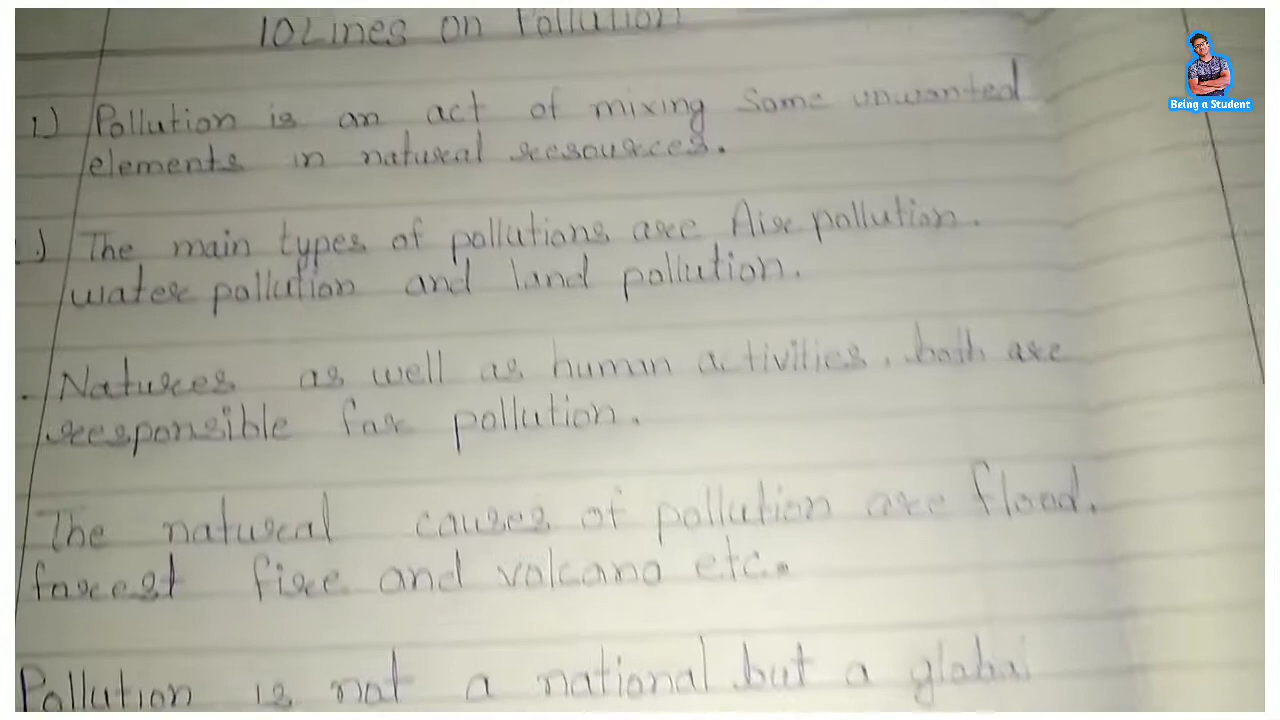 10 Lines on Pollution
1) Pollution is an act of mixing some unwanted
elements in natural resources.
.) The main types of pollutions are Air pollution.
water pollution and land pollution.
. Natures as well as human activities, both are
responsible for pollution.
The natural causes of pollution are flood,
forest fire and volcano etc.
Pollution is not a national but a global
Being a Student